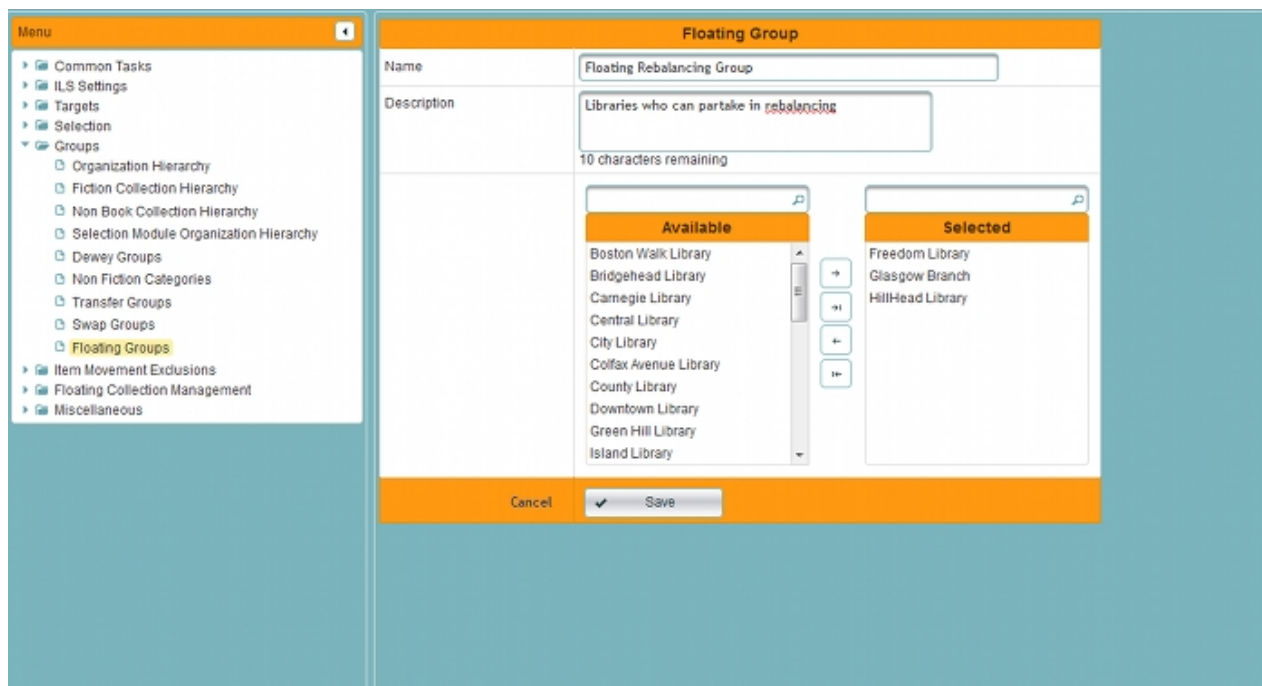 Menu
Common Tasks
ILS Settings
Targets
Selection
Groups
Organization Hierarchy
Fiction Collection Hierarchy
Non Book Collection Hierarchy
Selection Module Organization Hierarchy
Dewey Groups
Non Fiction Categories
Transfer Groups
Swap Groups
Floating Groups
Item Movement Exclusions
Floating Collection Management
Miscellaneous
Floating Group
Name
Floating Rebalancing Group
Description
Libraries who can partake in rebalancing
10 characters remaining
Available
Boston Walk Library
Bridgehead Library
Carnegie Library
Central Library
City Library
Colfax Avenue Library
County Library
Downtown Library
Green Hill Library
Island Library
Selected
Freedom Library
Glasgow Branch
HillHead Library
Cancel
Save